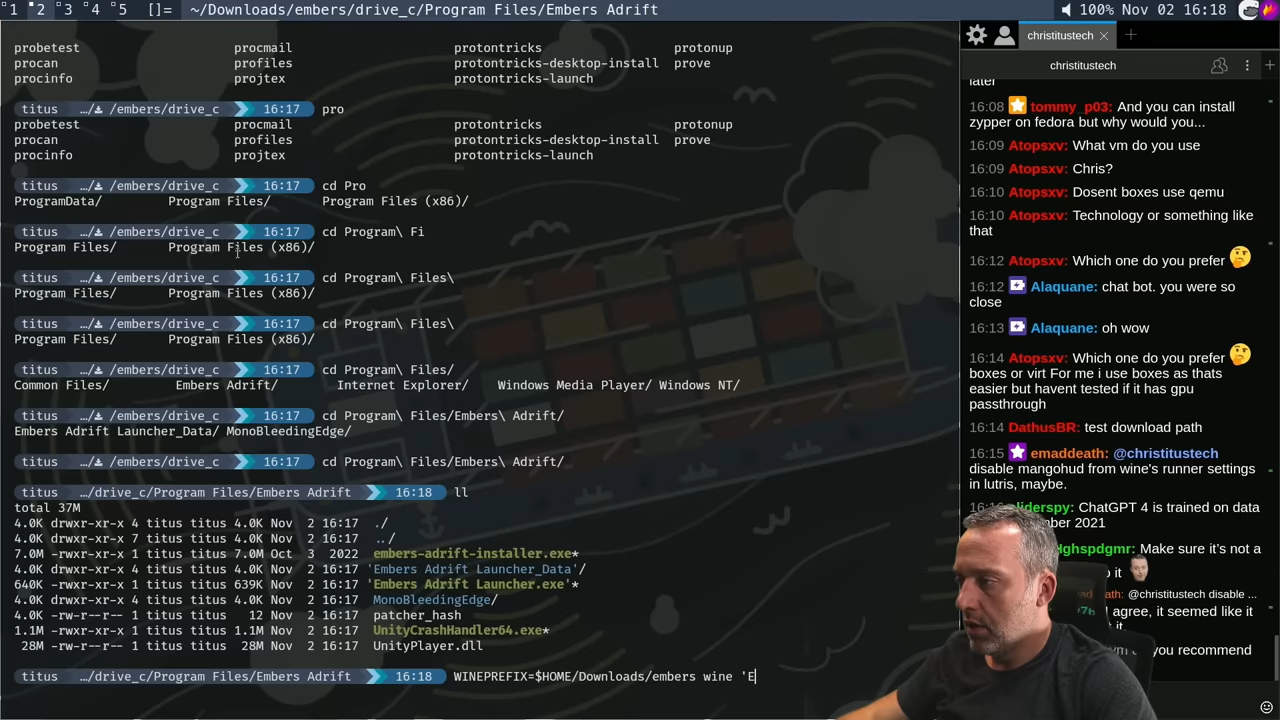 1 2 3 4 5 []= ~/Downloads/embers/drive_c/Program Files/Embers Adrift 100% Nov 02 16:18
probetest procmail protontricks protonup
procan profiles protontricks-desktop-install prove
procinfo projtex protontricks-launch
titus …/ /embers/drive_c 16:17 pro
probetest procmail protontricks protonup
procan profiles protontricks-desktop-install prove
procinfo projtex protontricks-launch
titus …/ /embers/drive_c 16:17 cd Pro
ProgramData/ Program Files/ Program Files (x86)/
titus …/ /embers/drive_c 16:17 cd Program\ Fi
Program Files/ Program Files (x86)/
titus …/ /embers/drive_c 16:17 cd Program\ Files\
Program Files/ Program Files (x86)/
titus …/ /embers/drive_c 16:17 cd Program\ Files\
Program Files/ Program Files (x86)/
titus …/ /embers/drive_c 16:17 cd Program\ Files/
Common Files/ Embers Adrift/ Internet Explorer/ Windows Media Player/ Windows NT/
titus …/ /embers/drive_c 16:17 cd Program\ Files/Embers\ Adrift/
Embers Adrift Launcher_Data/ MonoBleedingEdge/
titus …/ /embers/drive_c 16:17 cd Program\ Files/Embers\ Adrift/
titus …/drive_c/Program Files/Embers Adrift 16:18 ll
total 37M
4.0K drwxr-xr-x 4 titus titus 4.0K Nov 2 16:17 ./
4.0K drwxr-xr-x 7 titus titus 4.0K Nov 2 16:17 ../
7.0M -rwxr-xr-x 1 titus titus 7.0M Oct 3 2022 embers-adrift-installer.exe*
4.0K drwxr-xr-x 4 titus titus 4.0K Nov 2 16:17 'Embers Adrift Launcher_Data'/
640K -rwxr-xr-x 1 titus titus 639K Nov 2 16:17 'Embers Adrift Launcher.exe'*
4.0K drwxr-xr-x 4 titus titus 4.0K Nov 2 16:17 MonoBleedingEdge/
4.0K -rw-r--r-- 1 titus titus 12 Nov 2 16:17 patcher_hash
1.1M -rwxr-xr-x 1 titus titus 1.1M Nov 2 16:17 UnityCrashHandler64.exe*
28M -rw-r--r-- 1 titus titus 28M Nov 2 16:17 UnityPlayer.dll
titus …/drive_c/Program Files/Embers Adrift 16:18 WINEPREFIX=$HOME/Downloads/embers wine 'E
christitustech
christitustech
later
16:08 tommy_p03: And you can install
zypper on fedora but why would you...
16:09 Atopsxv: What vm do you use
16:09 Atopsxv: Chris?
16:10 Atopsxv: Dosent boxes use qemu
16:10 Atopsxv: Technology or something like
that
16:12 Atopsxv: Which one do you prefer
16:12 Alaquane: chat bot. you were so
close
16:13 Alaquane: oh wow
16:14 Atopsxv: Which one do you prefer
boxes or virt For me i use boxes as thats
easier but havent tested if it has gpu
passthrough
16:14 DathusBR: test download path
16:15 emaddeath: @christitustech
disable mangohud from wine's runner settings
in lutris, maybe.
liderspy: ChatGPT 4 is trained on data
2021
Hghspdgmr: Make sure it's not a
it
@christitustech disable ...
agree, it seemed like it
it.
you recommend